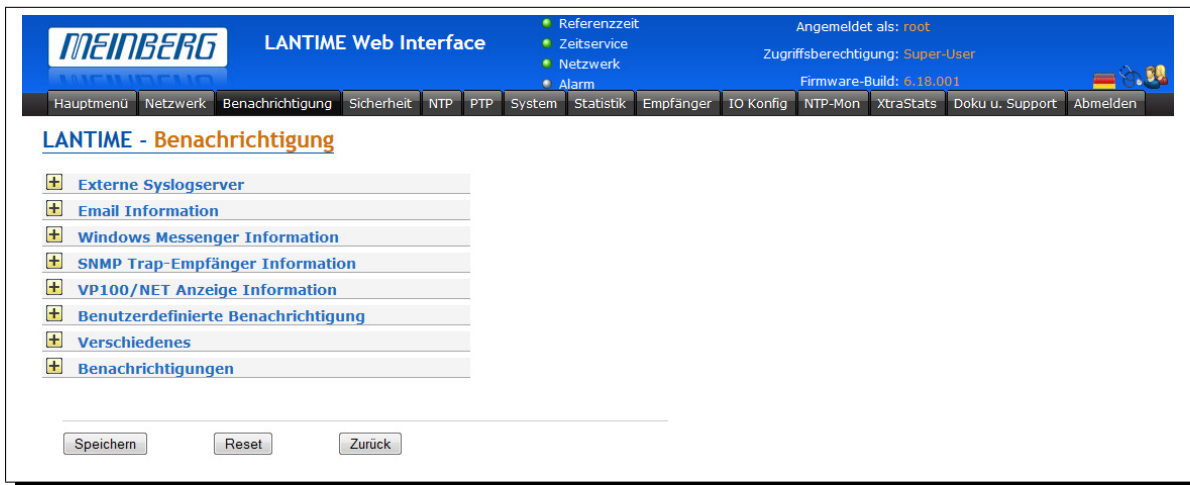 MEINBERG
LANTIME Web Interface
Referenzzeit
Zeitservice
Netzwerk
Alarm
Angemeldet als: root
Zugriffsberechtigung: Super-User
Firmware-Build: 6.18.001
Hauptmenü Netzwerk Benachrichtigung Sicherheit NTP PTP System Statistik Empfänger IO Konfig NTP-Mon XtraStats Doku u. Support Abmelden
LANTIME - Benachrichtigung
Externe Syslogserver
Email Information
Windows Messenger Information
SNMP Trap-Empfänger Information
VP100/NET Anzeige Information
Benutzerdefinierte Benachrichtigung
Verschiedenes
Benachrichtigungen
Speichern Reset Zurück